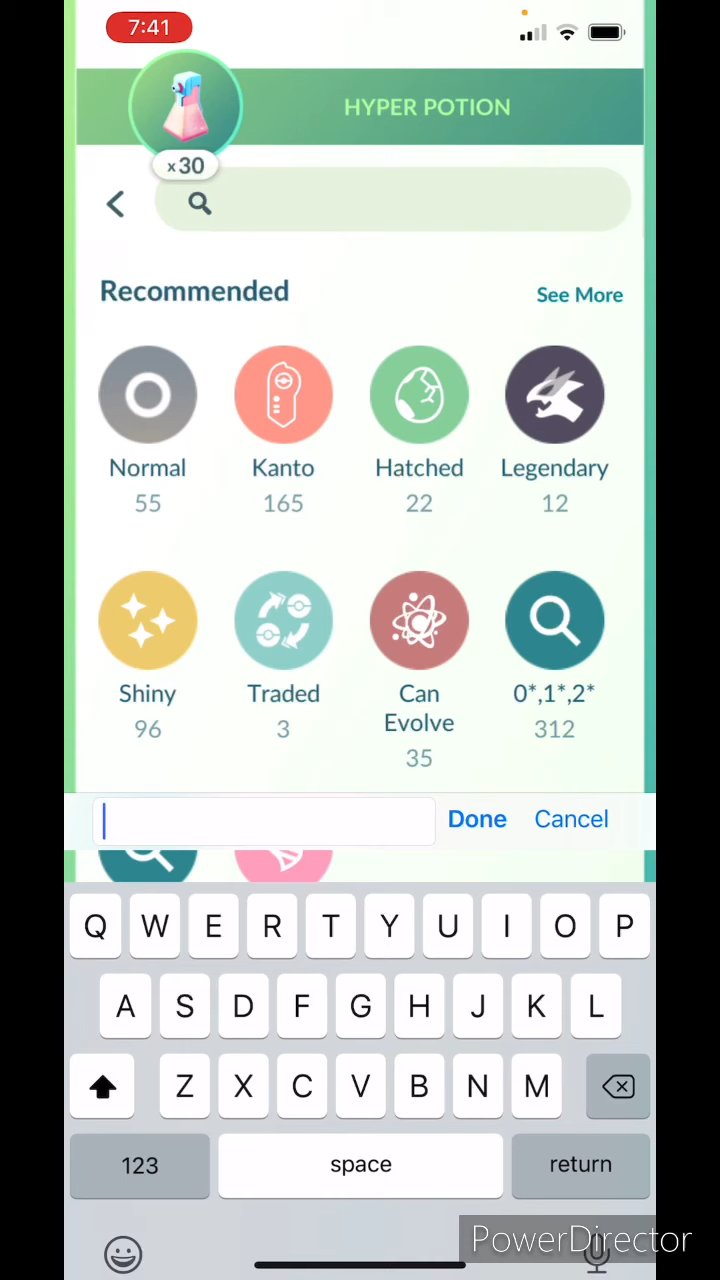 7:41
HYPER POTION
x30
Recommended
See More
Normal
Kanto
Hatched
Legendary
55
165
22
12
Shiny
Traded
Can
Evolve
0*,1*,2*
96
3
35
312
Done
Cancel
Q W E R T Y U I O P
A S D F G H J K L
Z X C V B N M
123
space
return
PowerDirector